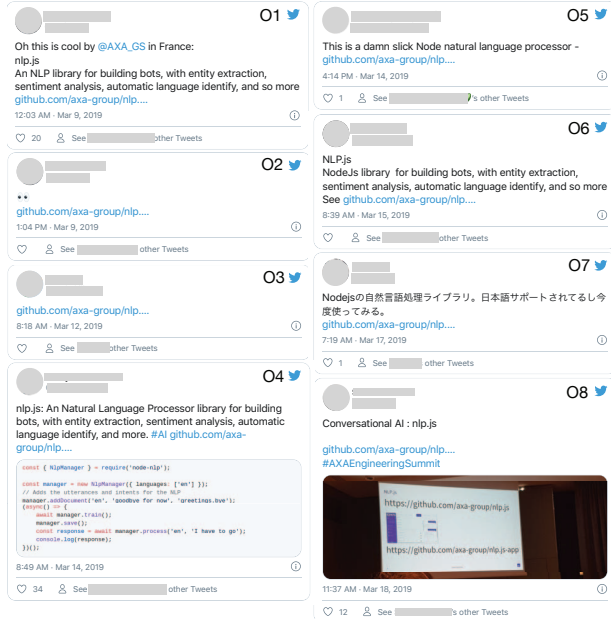 O1
Oh this is cool by @AXA_GS in France:
nlp.js
An NLP library for building bots, with entity extraction,
sentiment analysis, automatic language identify, and so more
github.com/axa-group/nlp....
12:03 AM · Mar 9, 2019
20 See other Tweets
O2
👀
github.com/axa-group/nlp....
1:04 PM · Mar 9, 2019
See other Tweets
O3
github.com/axa-group/nlp....
8:18 AM · Mar 12, 2019
See other Tweets
O4
nlp.js: An Natural Language Processor library for building
bots, with entity extraction, sentiment analysis, automatic
language identify, and more. #AI github.com/axa-
group/nlp....
const { NlpManager } = require('node-nlp');
const manager = new NlpManager({ languages: ['en'] });
// Adds the utterances and intents for the NLP
manager.addDocument('en', 'goodbye for now', 'greetings.bye');
(async() => {
await manager.train();
manager.save();
const response = await manager.process('en', 'I have to go');
console.log(response);
})();
8:49 AM · Mar 14, 2019
34 See other Tweets
O5
This is a damn slick Node natural language processor -
github.com/axa-group/nlp....
4:14 PM · Mar 14, 2019
1 See 's other Tweets
O6
NLP.js
NodeJs library for building bots, with entity extraction,
sentiment analysis, automatic language identify, and so more
See github.com/axa-group/nlp....
8:39 AM · Mar 15, 2019
See other Tweets
O7
Nodejsの自然言語処理ライブラリ。日本語サポートされてるし今
度使ってみる。
github.com/axa-group/nlp....
7:19 AM · Mar 17, 2019
1 See other Tweets
O8
Conversational AI : nlp.js
github.com/axa-group/nlp....
#AXAEngineeringSummit
NLP.js
https://github.com/axa-group/nlp.js
https://github.com/axa-group/nlp.js-app
11:37 AM · Mar 18, 2019
12 See 's other Tweets